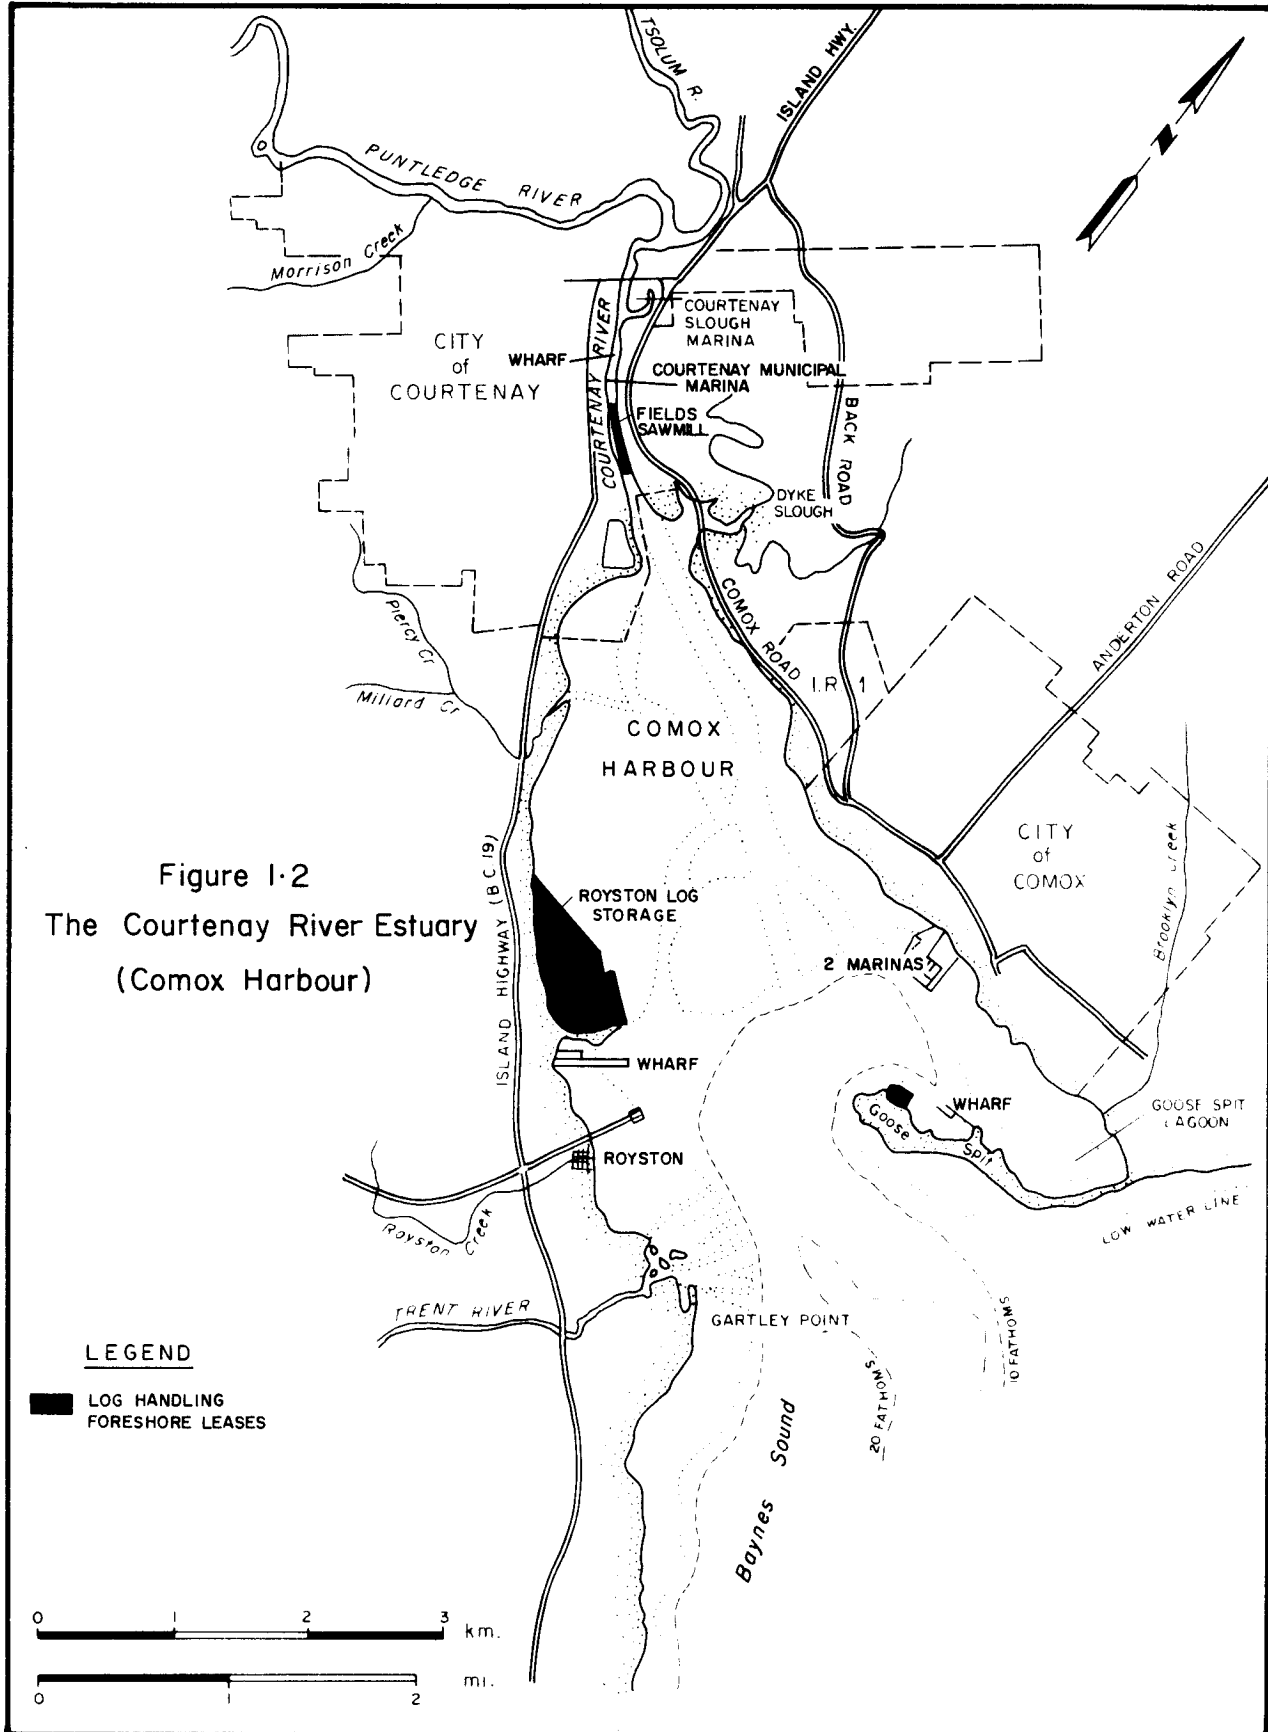 TSOLUM R.
ISLAND HWY.
N
PUNTLEDGE RIVER
Morrison Creek
CITY
of
COURTENAY
COURTENAY RIVER
WHARF
COURTENAY
SLOUGH
MARINA
COURTENAY MUNICIPAL
MARINA
FIELDS
SAWMILL
BACK ROAD
DYKE
SLOUGH
COMOX ROAD
I.R 1
ANDERTON ROAD
Piercy Cr
Millard Cr
COMOX
HARBOUR
CITY
of
COMOX
Brooklyn Creek
Figure 1·2
The Courtenay River Estuary
(Comox Harbour)
ISLAND HIGHWAY (B C 19)
ROYSTON LOG
STORAGE
2 MARINAS
WHARF
Goose Spit
WHARF
GOOSE SPIT
LAGOON
ROYSTON
Royston Creek
LOW WATER LINE
TRENT RIVER
GARTLEY POINT
10 FATHOMS
20 FATHOMS
Baynes Sound
LEGEND
LOG HANDLING
FORESHORE LEASES
0 1 2 3 km.
mi.
0 1 2